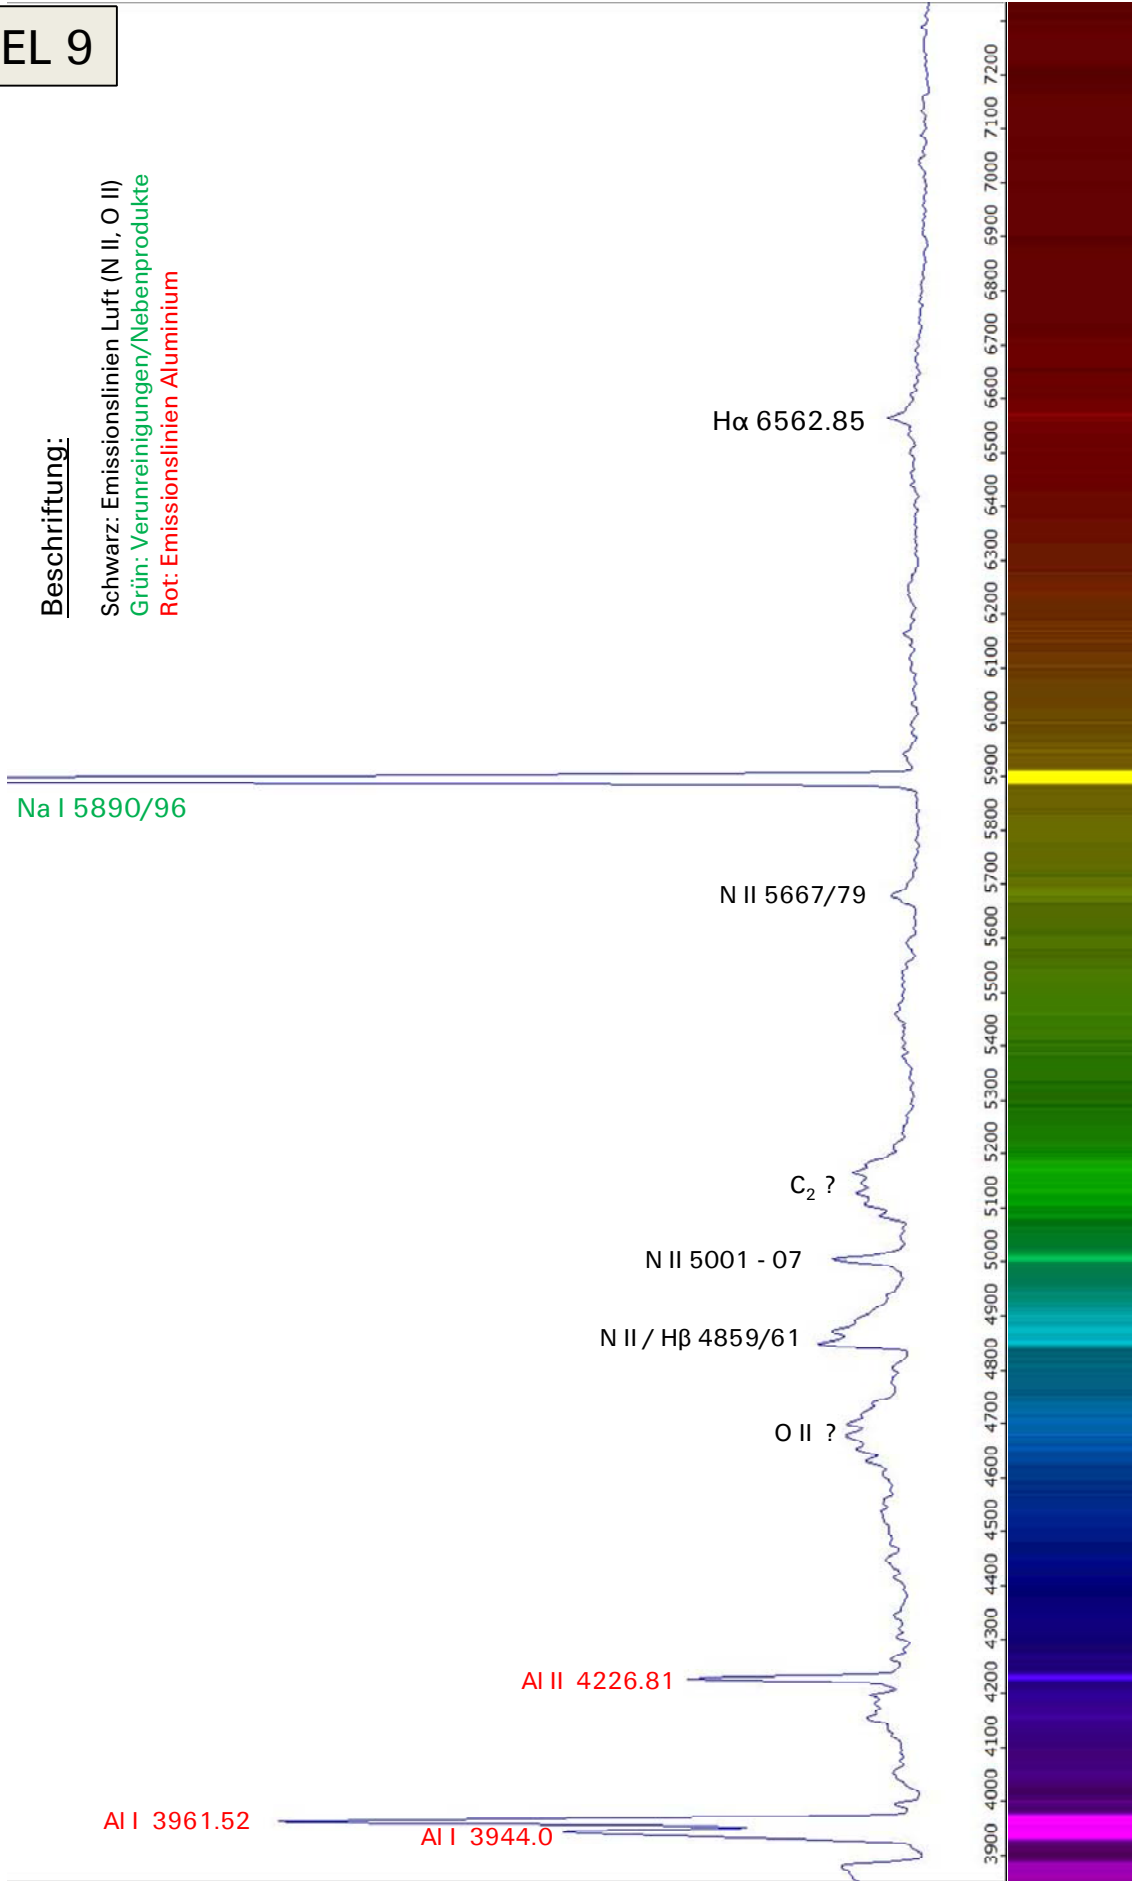 EL 9
Beschriftung:
Schwarz: Emissionslinien Luft (N II, O II)
Grün: Verunreinigungen/Nebenprodukte
Rot: Emissionslinien Aluminium
Hα 6562.85
Na I 5890/96
N II 5667/79
C₂ ?
N II 5001 - 07
N II / Hβ 4859/61
O II ?
Al II 4226.81
Al I 3961.52
Al I 3944.0
7200
7100
7000
6900
6800
6700
6600
6500
6400
6300
6200
6100
6000
5900
5800
5700
5600
5500
5400
5300
5200
5100
5000
4900
4800
4700
4600
4500
4400
4300
4200
4100
4000
3900